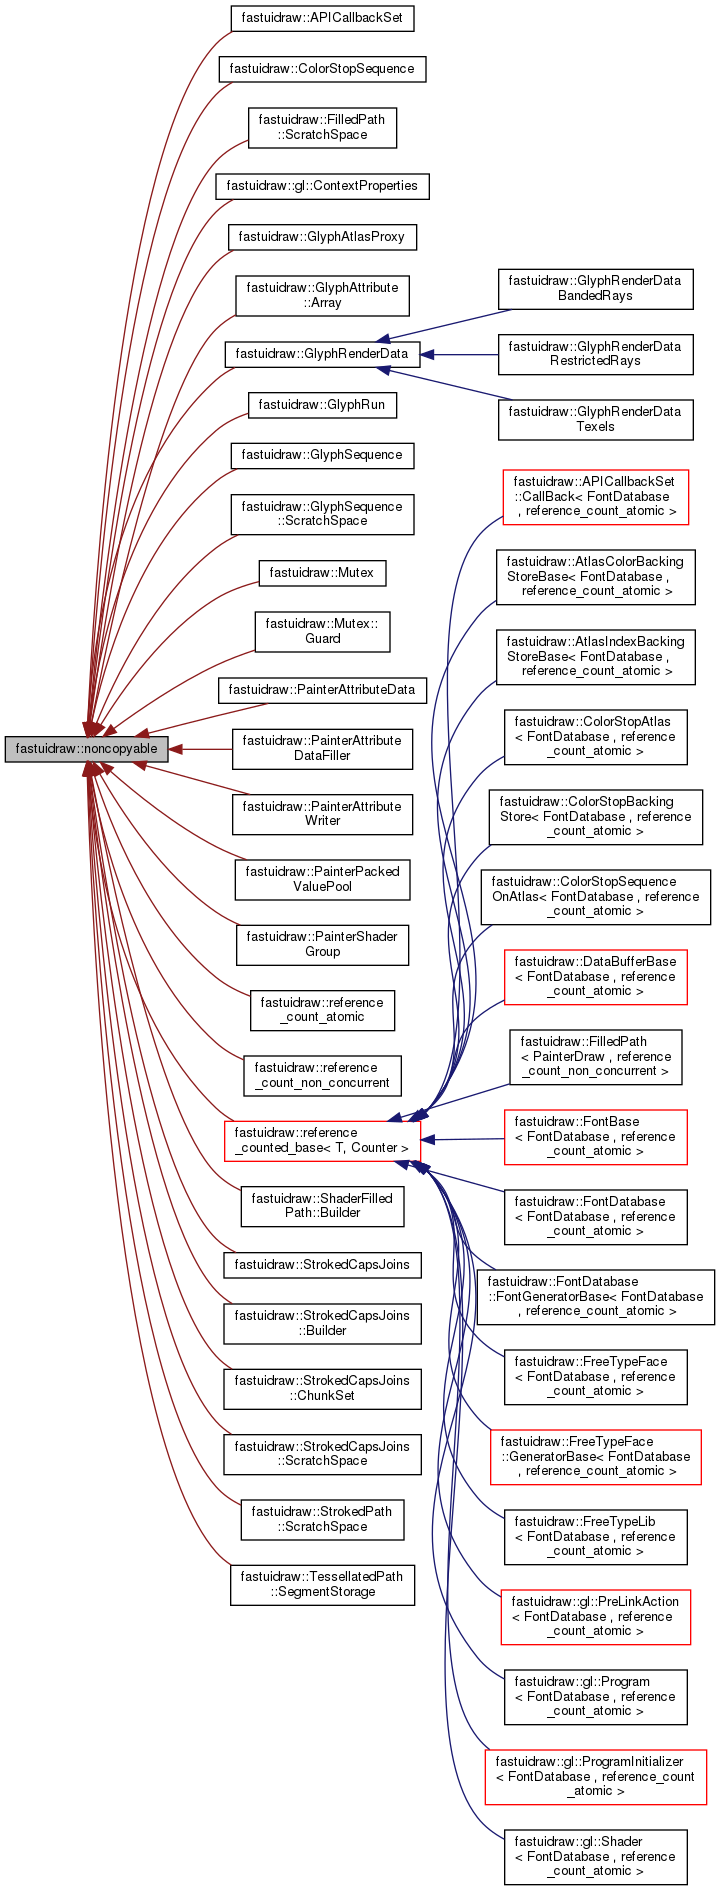 fastuidraw::noncopyable
fastuidraw::APICallbackSet
fastuidraw::ColorStopSequence
fastuidraw::FilledPath
::ScratchSpace
fastuidraw::gl::ContextProperties
fastuidraw::GlyphAtlasProxy
fastuidraw::GlyphAttribute
::Array
fastuidraw::GlyphRenderData
fastuidraw::GlyphRun
fastuidraw::GlyphSequence
fastuidraw::GlyphSequence
::ScratchSpace
fastuidraw::Mutex
fastuidraw::Mutex::
Guard
fastuidraw::PainterAttributeData
fastuidraw::PainterAttribute
DataFiller
fastuidraw::PainterAttribute
Writer
fastuidraw::PainterPacked
ValuePool
fastuidraw::PainterShader
Group
fastuidraw::reference
_count_atomic
fastuidraw::reference
_count_non_concurrent
fastuidraw::reference
_counted_base< T, Counter >
fastuidraw::ShaderFilled
Path::Builder
fastuidraw::StrokedCapsJoins
fastuidraw::StrokedCapsJoins
::Builder
fastuidraw::StrokedCapsJoins
::ChunkSet
fastuidraw::StrokedCapsJoins
::ScratchSpace
fastuidraw::StrokedPath
::ScratchSpace
fastuidraw::TessellatedPath
::SegmentStorage
fastuidraw::GlyphRenderData
BandedRays
fastuidraw::GlyphRenderData
RestrictedRays
fastuidraw::GlyphRenderData
Texels
fastuidraw::APICallbackSet
::CallBack< FontDatabase
, reference_count_atomic >
fastuidraw::AtlasColorBacking
StoreBase< FontDatabase ,
reference_count_atomic >
fastuidraw::AtlasIndexBacking
StoreBase< FontDatabase ,
reference_count_atomic >
fastuidraw::ColorStopAtlas
< FontDatabase , reference
_count_atomic >
fastuidraw::ColorStopBacking
Store< FontDatabase , reference
_count_atomic >
fastuidraw::ColorStopSequence
OnAtlas< FontDatabase , reference
_count_atomic >
fastuidraw::DataBufferBase
< FontDatabase , reference
_count_atomic >
fastuidraw::FilledPath
< PainterDraw , reference
_count_non_concurrent >
fastuidraw::FontBase
< FontDatabase , reference
_count_atomic >
fastuidraw::FontDatabase
< FontDatabase , reference
_count_atomic >
fastuidraw::FontDatabase
::FontGeneratorBase< FontDatabase
, reference_count_atomic >
fastuidraw::FreeTypeFace
< FontDatabase , reference
_count_atomic >
fastuidraw::FreeTypeFace
::GeneratorBase< FontDatabase
, reference_count_atomic >
fastuidraw::FreeTypeLib
< FontDatabase , reference
_count_atomic >
fastuidraw::gl::PreLinkAction
< FontDatabase , reference
_count_atomic >
fastuidraw::gl::Program
< FontDatabase , reference
_count_atomic >
fastuidraw::gl::ProgramInitializer
< FontDatabase , reference_count
_atomic >
fastuidraw::gl::Shader
< FontDatabase , reference
_count_atomic >